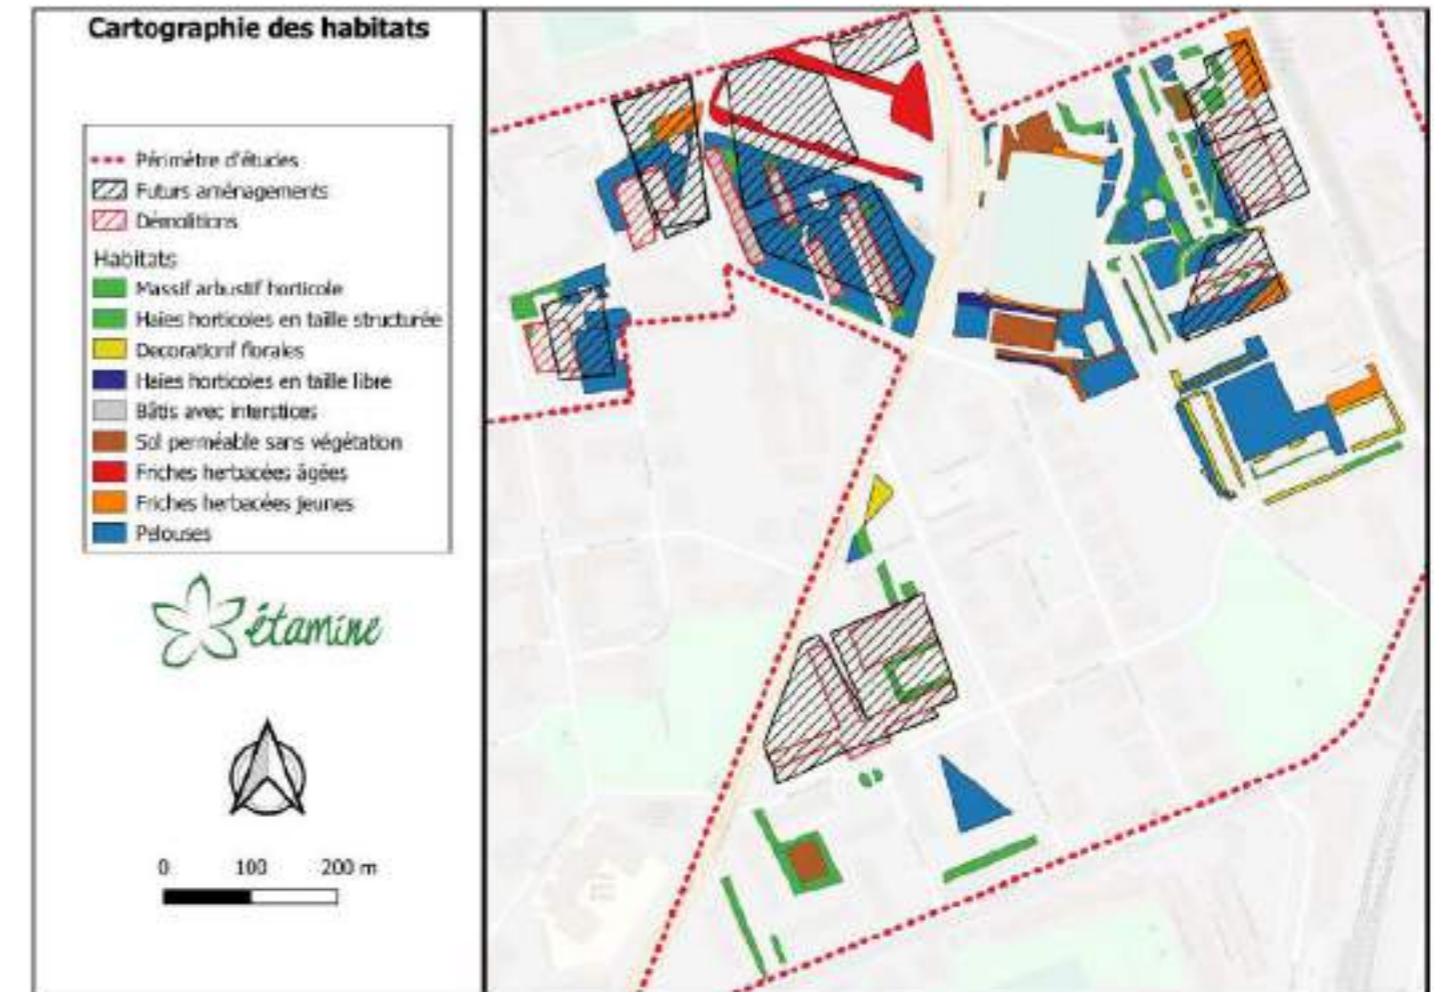 Cartographie des habitats
Périmètre d'études
Futurs aménagements
Démolitions
Habitats
Massif arbustif horticole
Haies horticoles en taille structurée
Decorationf florales
Haies horticoles en taille libre
Bâtis avec interstices
Sol perméable sans végétation
Friches herbacées âgées
Friches herbacées jeunes
Pelouses
étamine
0 100 200 m